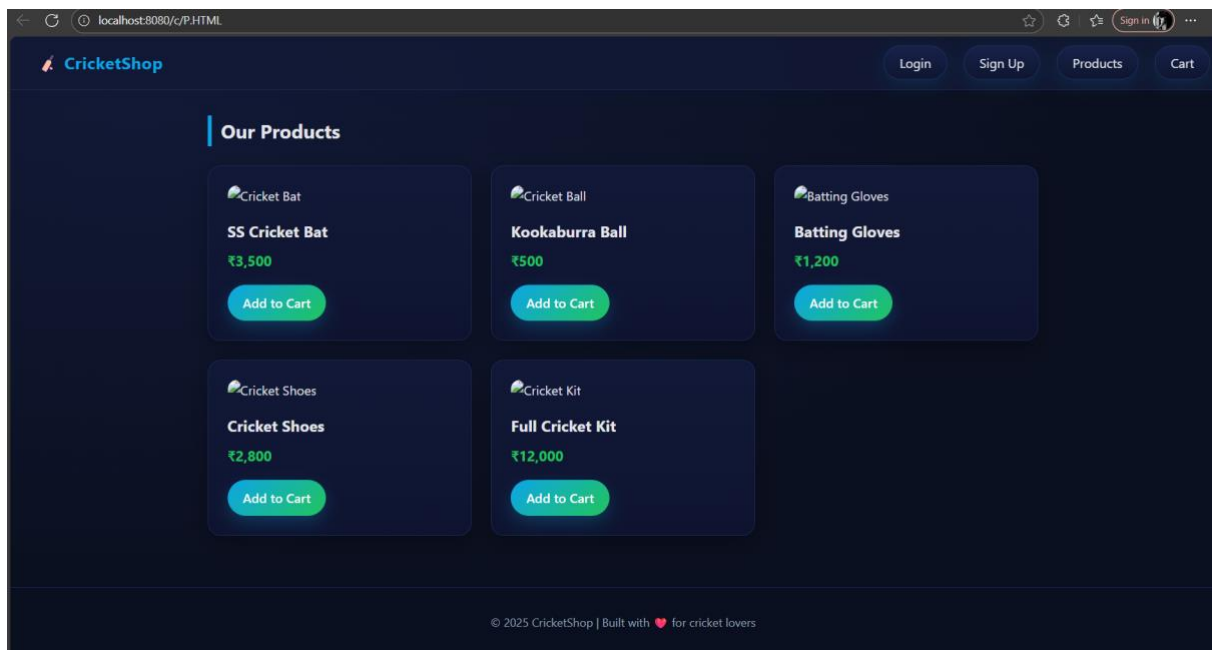 localhost:8080/c/P.HTML
Sign in
CricketShop
Login
Sign Up
Products
Cart
Our Products
Cricket Bat
SS Cricket Bat
₹3,500
Add to Cart
Cricket Ball
Kookaburra Ball
₹500
Add to Cart
Batting Gloves
Batting Gloves
₹1,200
Add to Cart
Cricket Shoes
Cricket Shoes
₹2,800
Add to Cart
Cricket Kit
Full Cricket Kit
₹12,000
Add to Cart
© 2025 CricketShop | Built with ❤ for cricket lovers